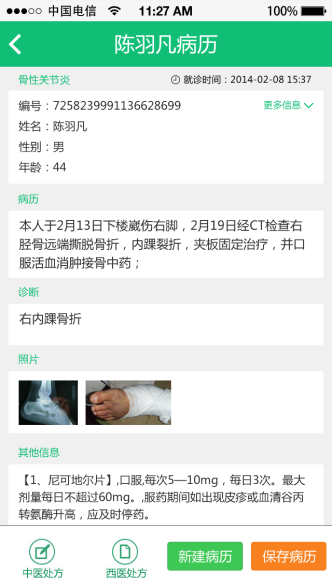 中国电信 11:27 AM 100%
陈羽凡病历
骨性关节炎 就诊时间：2014-02-08 15:37
编号：7258239991136628699 更多信息
姓名：陈羽凡
性别：男
年龄：44
病历
本人于2月13日下楼崴伤右脚，2月19日经CT检查右
胫骨远端撕脱骨折，内踝裂折，夹板固定治疗，并口
服活血消肿接骨中药；
诊断
右内踝骨折
照片
其他信息
【1、尼可地尔片】,口服,每次5—10mg，每日3次。最大
剂量每日不超过60mg。,服药期间如出现皮疹或血清谷丙
转氨酶升高，应及时停药。
中医处方 西医处方 新建病历 保存病历